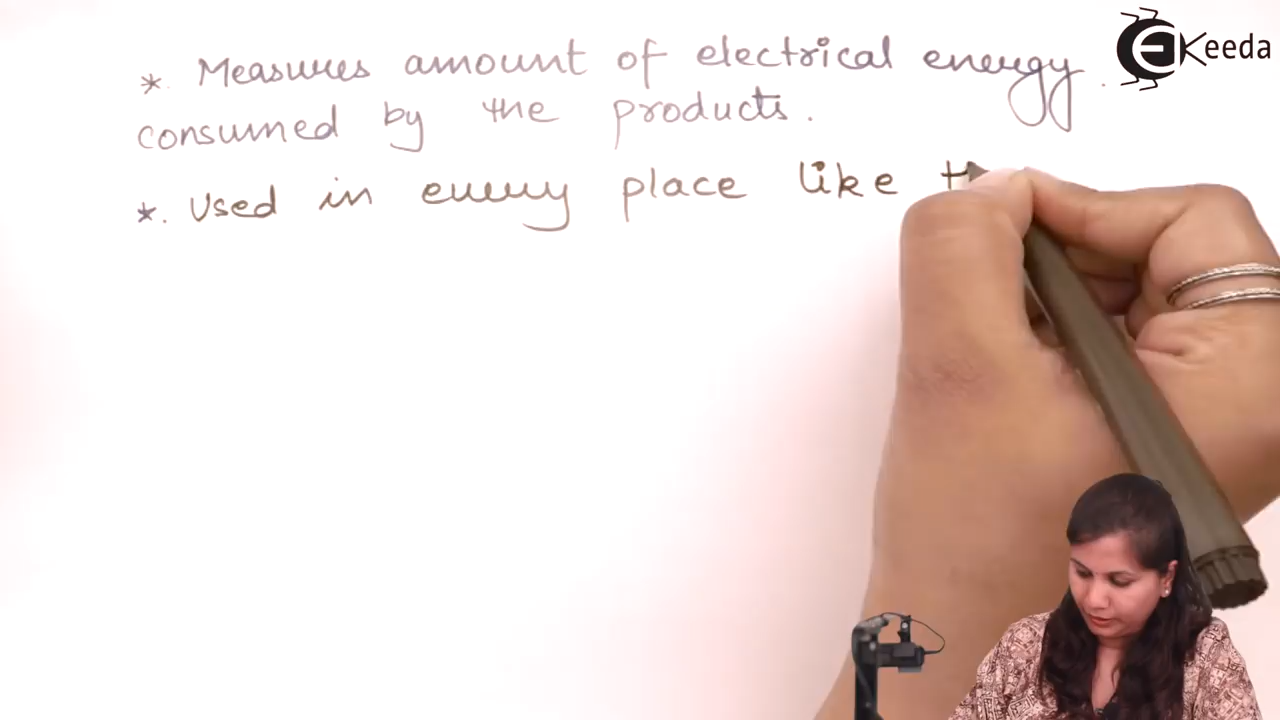 * Measures amount of electrical energy
consumed by the products.
* Used in every place like
Ekeeda